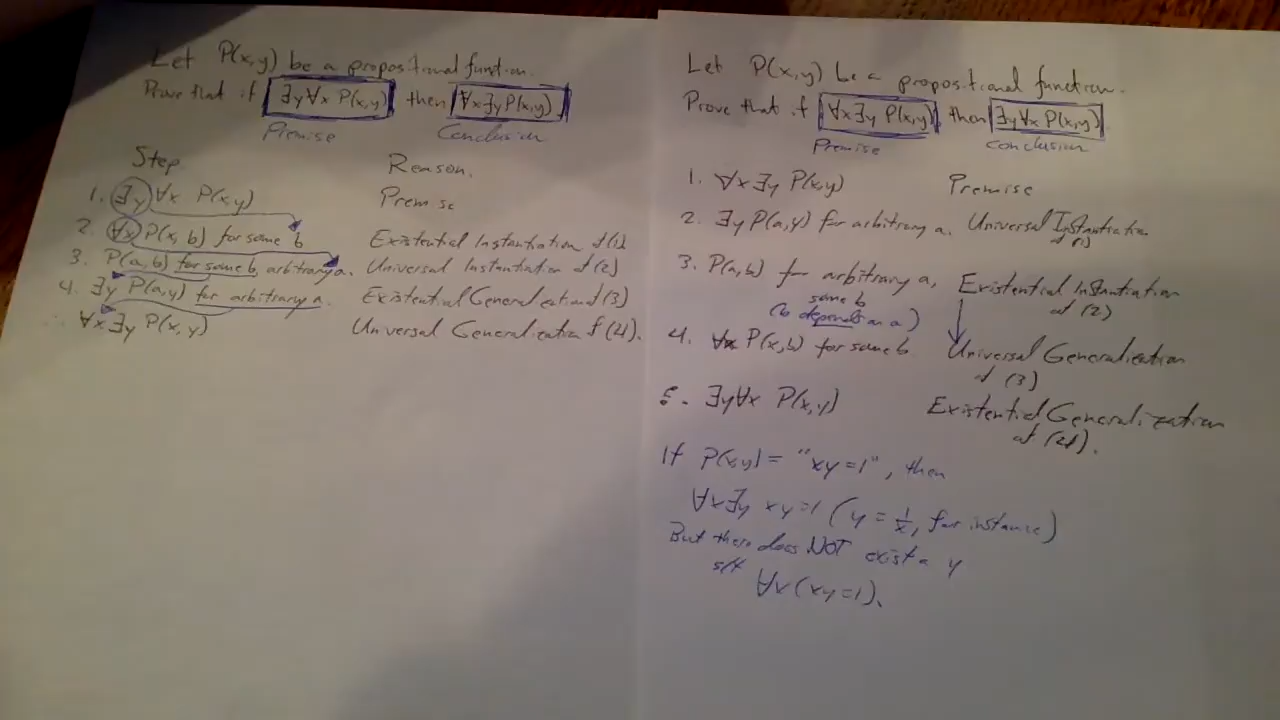 Let P(x,y) be a propositional function.
Prove that if ∃y∀x P(x,y) then ∀x∃y P(x,y)
Premise Conclusion
Step Reason.
1. ∃y ∀x P(x,y) Premise
2. ∀x P(x, b) for some b Existential Instantiation of (1)
3. P(a, b) for some b, arbitrary a. Universal Instantiation of (2)
4. ∃y P(a,y) for arbitrary a. Existential Generalization of (3)
∴ ∀x ∃y P(x, y) Universal Generalization of (4).
Let P(x,y) be a propositional function.
Prove that if ∀x∃y P(x,y), then ∃y∀x P(x,y)
Premise Conclusion
1. ∀x ∃y P(x,y) Premise
2. ∃y P(a,y) for arbitrary a. Universal Instantiation
of (1)
3. P(a,b) for arbitrary a, Existential Instantiation
some b of (2)
(b depends on a)
4. ∀x P(x,b) for some b Universal Generalization
of (3)
5. ∃y∀x P(x,y) Existential Generalization
of (4).
If P(x,y) = "xy=1", then
∀x∃y xy=1 (y = 1/x, for instance)
But there does NOT exist a y
s/t
∀x (xy=1).